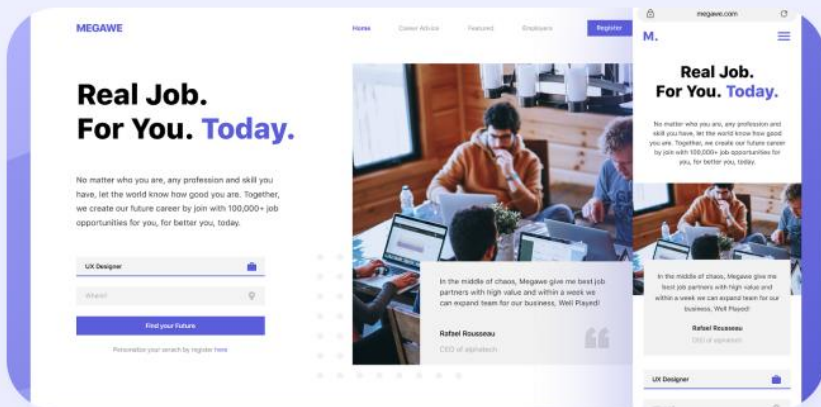 MEGAWE
Home Career Advice Featured Employers Register
Real Job.
For You. Today.
No matter who you are, any profession and skill you
have, let the world know how good you are. Together,
we create our future career by join with 100,000+ job
opportunities for you, for better you, today.
UX Designer
Where?
Find your Future
Personalize your serach by register here
In the middle of chaos, Megawe give me best job
partners with high value and within a week we
can expand team for our business, Well Played!
Rafael Rousseau
CEO of alphatech
megawe.com
M.
Real Job.
For You. Today.
No matter who you are, any profession and
skill you have, let the world know how good
you are. Together, we create our future career
by join with 100,000+ job opportunities for
you, for better you, today.
In the middle of chaos, Megawe give me
best job partners with high value and
within a week we can expand team for our
business, Well Played!
Rafael Rousseau
CEO of alphatech
UX Designer